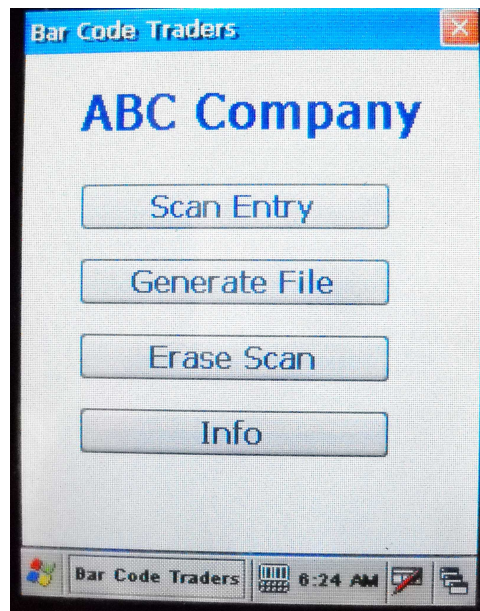 Bar Code Traders
ABC Company
Scan Entry
Generate File
Erase Scan
Info
Bar Code Traders 6:24 AM